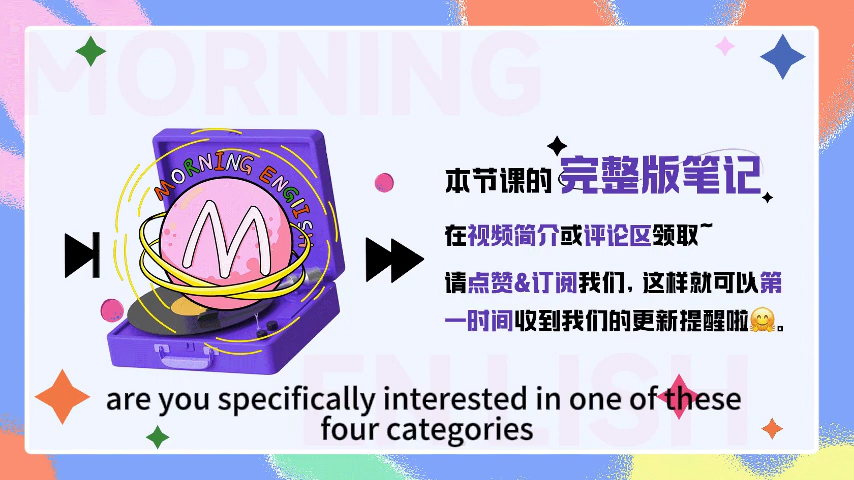 MORNING
MORNING ENGLISH
M
本节课的 完整版笔记
在视频简介或评论区领取~
请点赞&订阅我们，这样就可以第
一时间收到我们的更新提醒啦🤗。
are you specifically interested in one of these
four categories